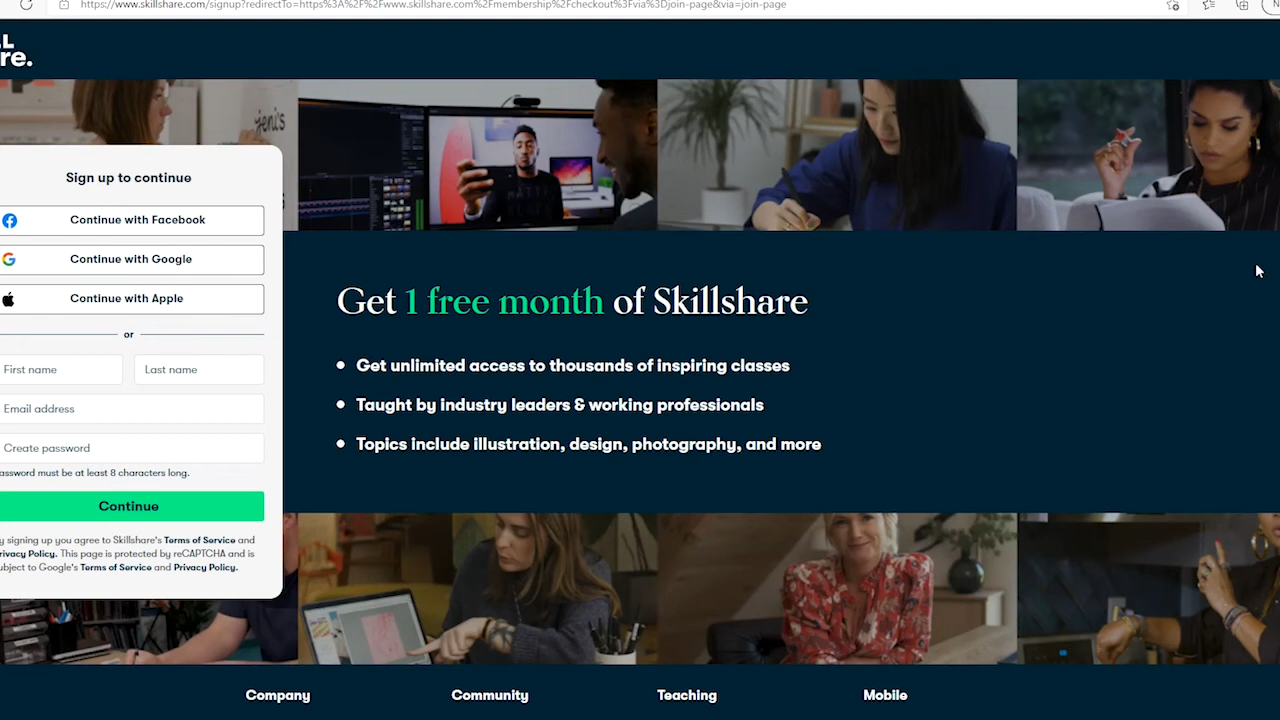 https://www.skillshare.com/signup?redirectTo=https%3A%2F%2Fwww.skillshare.com%2Fmembership%2Fcheckout%3Fvia%3Djoin-page&via=join-page
LL
re.
jeni's
Sign up to continue
Continue with Facebook
Continue with Google
Continue with Apple
or
First name
Last name
Email address
Create password
assword must be at least 8 characters long.
Continue
y signing up you agree to Skillshare's Terms of Service and
rivacy Policy. This page is protected by reCAPTCHA and is
ubject to Google's Terms of Service and Privacy Policy.
MATTE
Get 1 free month of Skillshare
• Get unlimited access to thousands of inspiring classes
• Taught by industry leaders & working professionals
• Topics include illustration, design, photography, and more
Company
Community
Teaching
Mobile